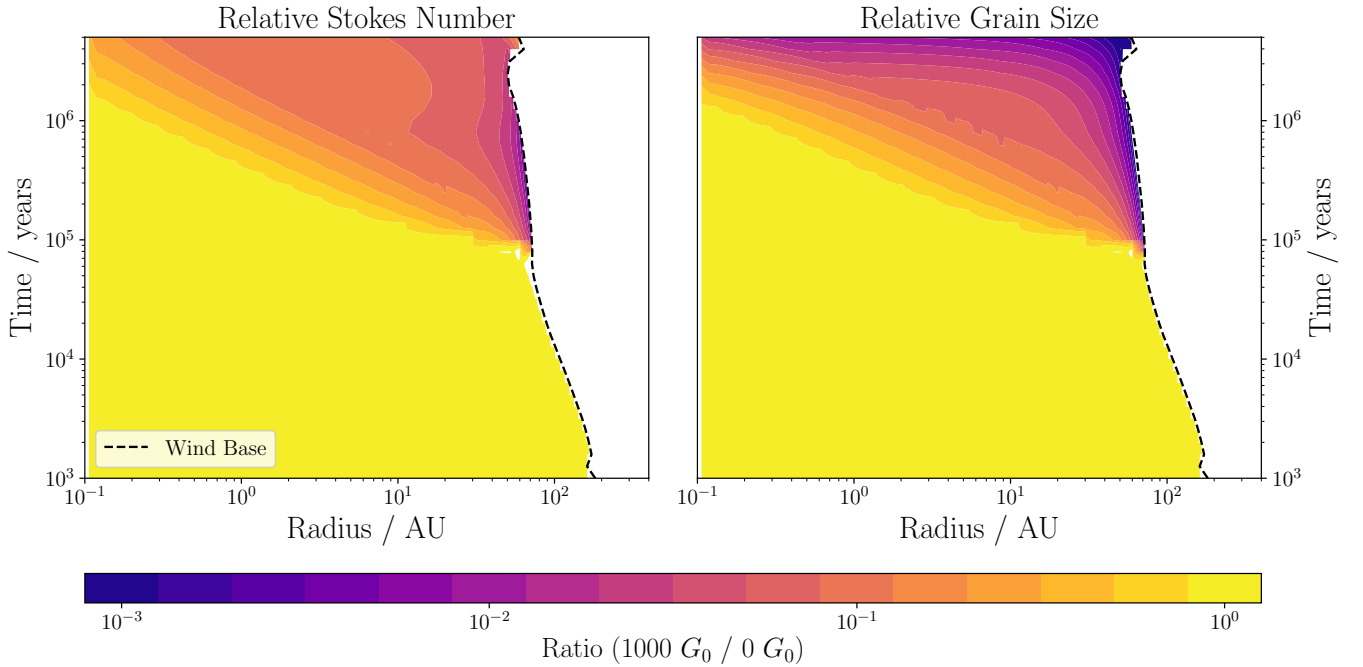 Relative Stokes Number
Relative Grain Size
Time / years
10^6
10^5
10^4
10^3
Wind Base
10^{-1}
10^0
10^1
10^2
Radius / AU
10^{-1}
10^0
10^1
10^2
Radius / AU
10^6
10^5
10^4
10^3
Time / years
10^{-3}
10^{-2}
10^{-1}
10^0
Ratio (1000 G_0 / 0 G_0)